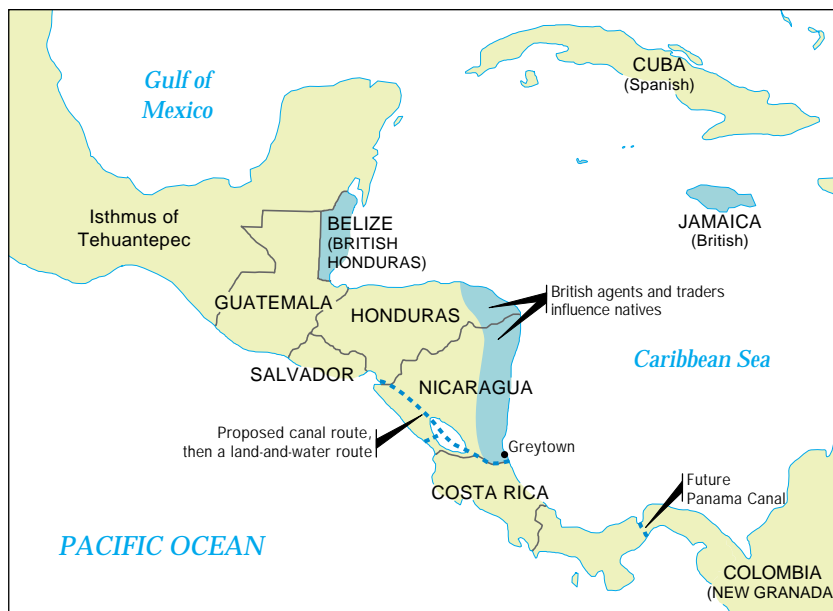 Gulf of
Mexico
CUBA
(Spanish)
Isthmus of
Tehuantepec
BELIZE
(BRITISH
HONDURAS)
JAMAICA
(British)
GUATEMALA
HONDURAS
British agents and traders
influence natives
SALVADOR
NICARAGUA
Caribbean Sea
Proposed canal route,
then a land-and-water route
Greytown
COSTA RICA
Future
Panama Canal
PACIFIC OCEAN
COLOMBIA
(NEW GRANADA)